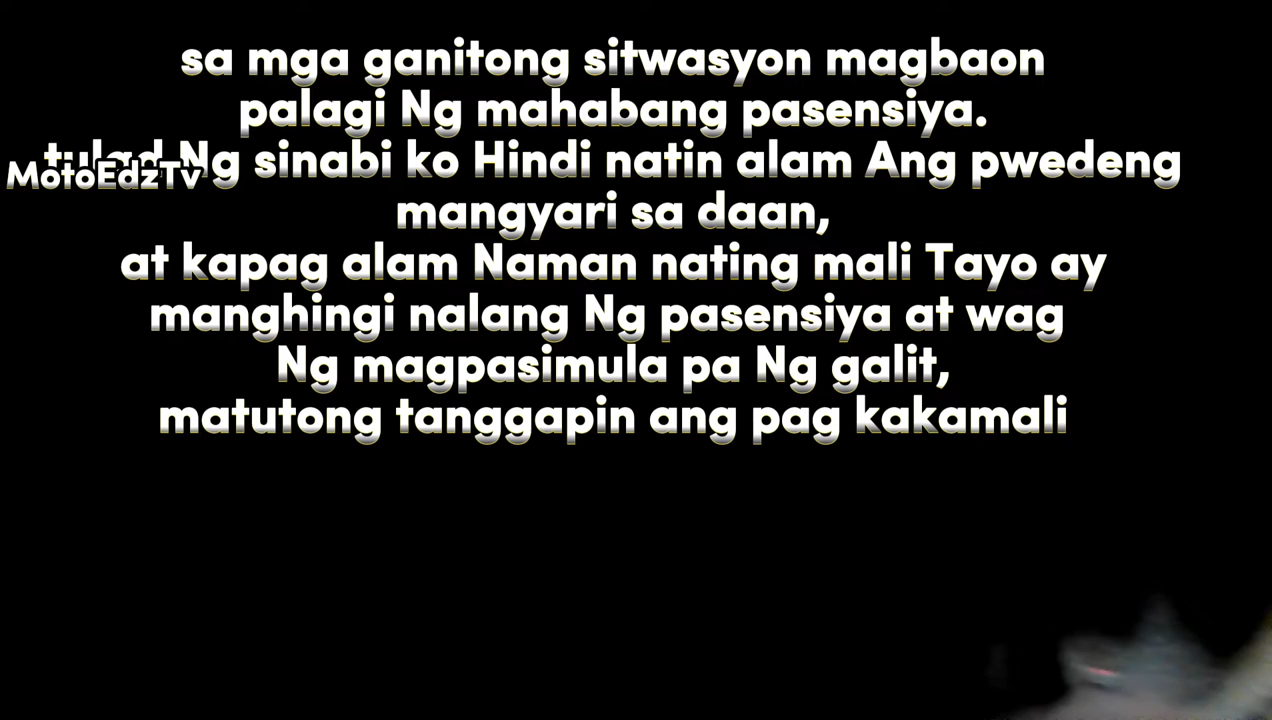 sa mga ganitong sitwasyon magbaon
palagi Ng mahabang pasensiya.
tulad Ng sinabi ko Hindi natin alam Ang pwedeng
MotoEdzTv
mangyari sa daan,
at kapag alam Naman nating mali Tayo ay
manghingi nalang Ng pasensiya at wag
Ng magpasimula pa Ng galit,
matutong tanggapin ang pag kakamali